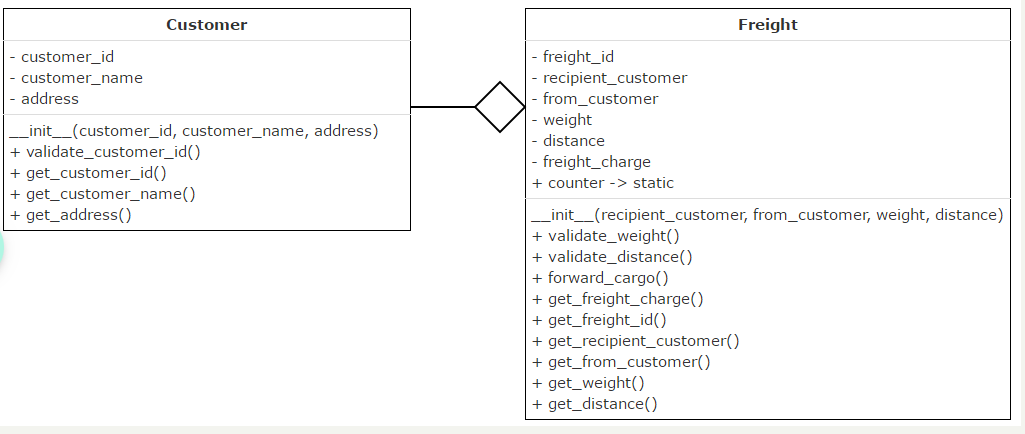 Customer
- customer_id
- customer_name
- address
__init__(customer_id, customer_name, address)
+ validate_customer_id()
+ get_customer_id()
+ get_customer_name()
+ get_address()
Freight
- freight_id
- recipient_customer
- from_customer
- weight
- distance
- freight_charge
+ counter -> static
__init__(recipient_customer, from_customer, weight, distance)
+ validate_weight()
+ validate_distance()
+ forward_cargo()
+ get_freight_charge()
+ get_freight_id()
+ get_recipient_customer()
+ get_from_customer()
+ get_weight()
+ get_distance()